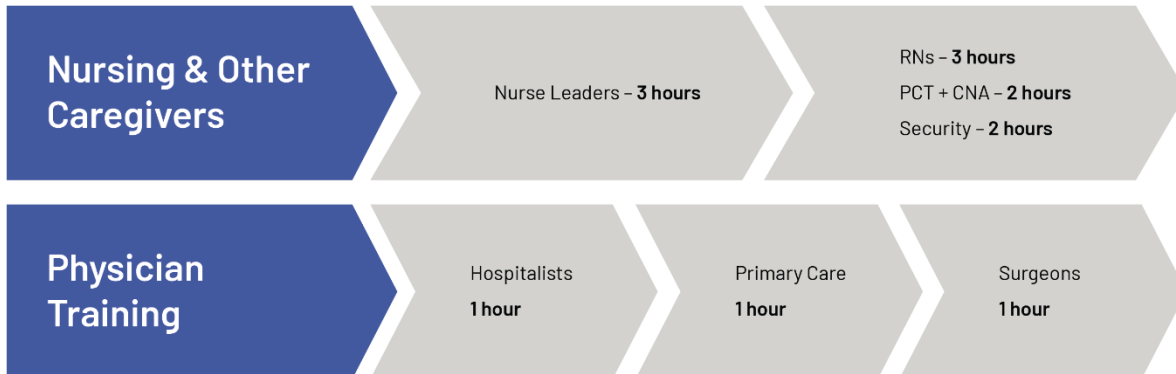 Nursing & Other
Caregivers
Nurse Leaders – 3 hours
RNs – 3 hours
PCT + CNA – 2 hours
Security – 2 hours
Physician
Training
Hospitalists
1 hour
Primary Care
1 hour
Surgeons
1 hour